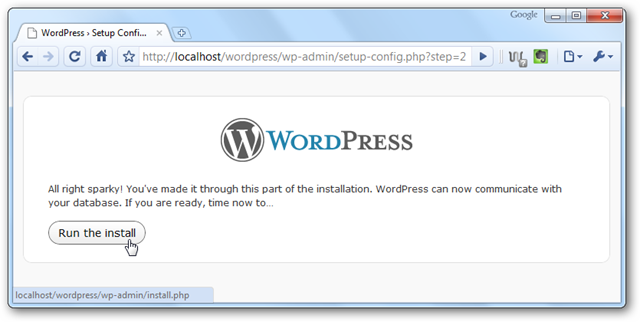 Google
WordPress › Setup Confi...
http://localhost/wordpress/wp-admin/setup-config.php?step=2
WORDPRESS
All right sparky! You've made it through this part of the installation. WordPress can now communicate with
your database. If you are ready, time now to…
Run the install
localhost/wordpress/wp-admin/install.php